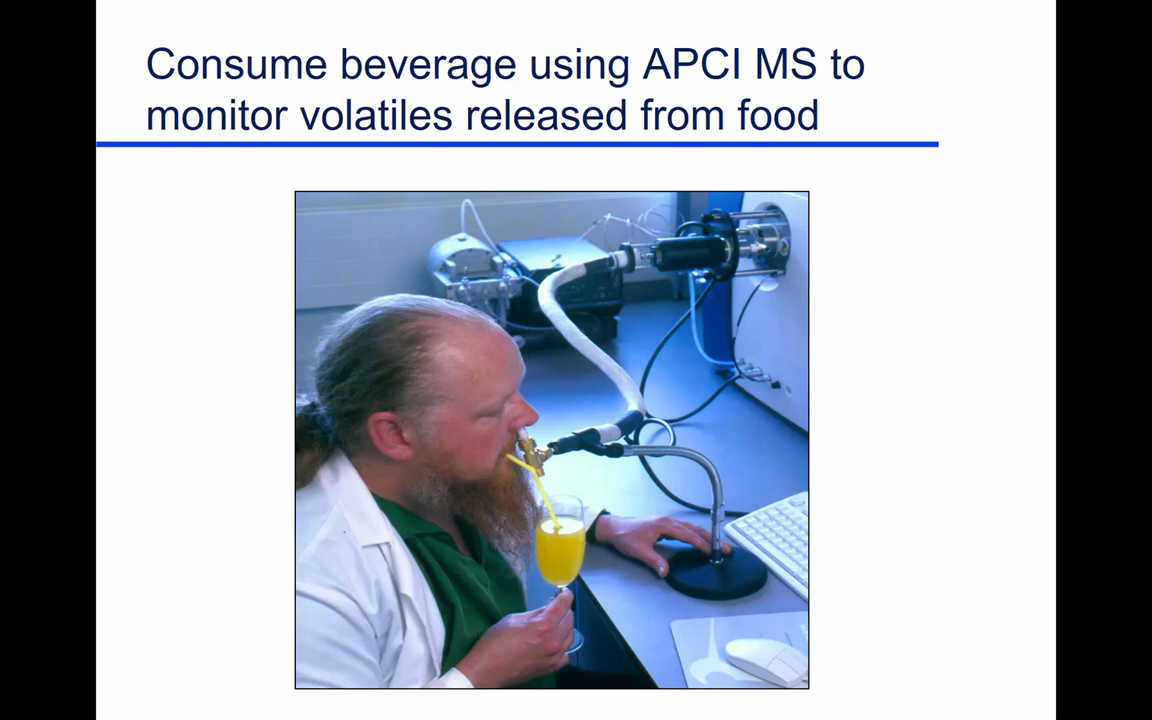 Consume beverage using APCI MS to
monitor volatiles released from food